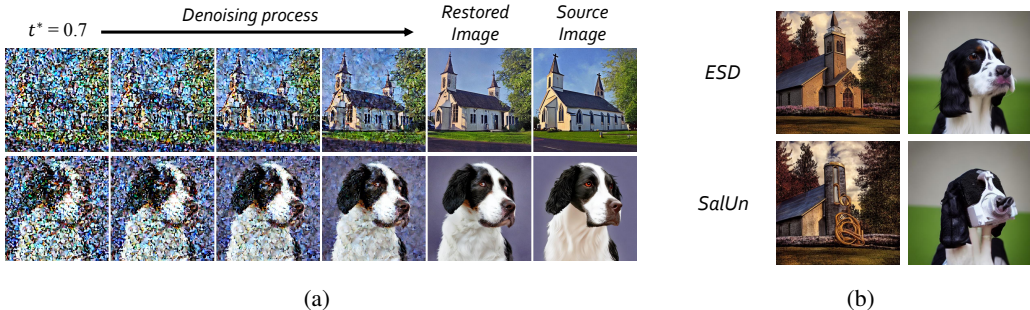 t* = 0.7
Denoising process
Restored
Image
Source
Image
ESD
SalUn
(a)
(b)